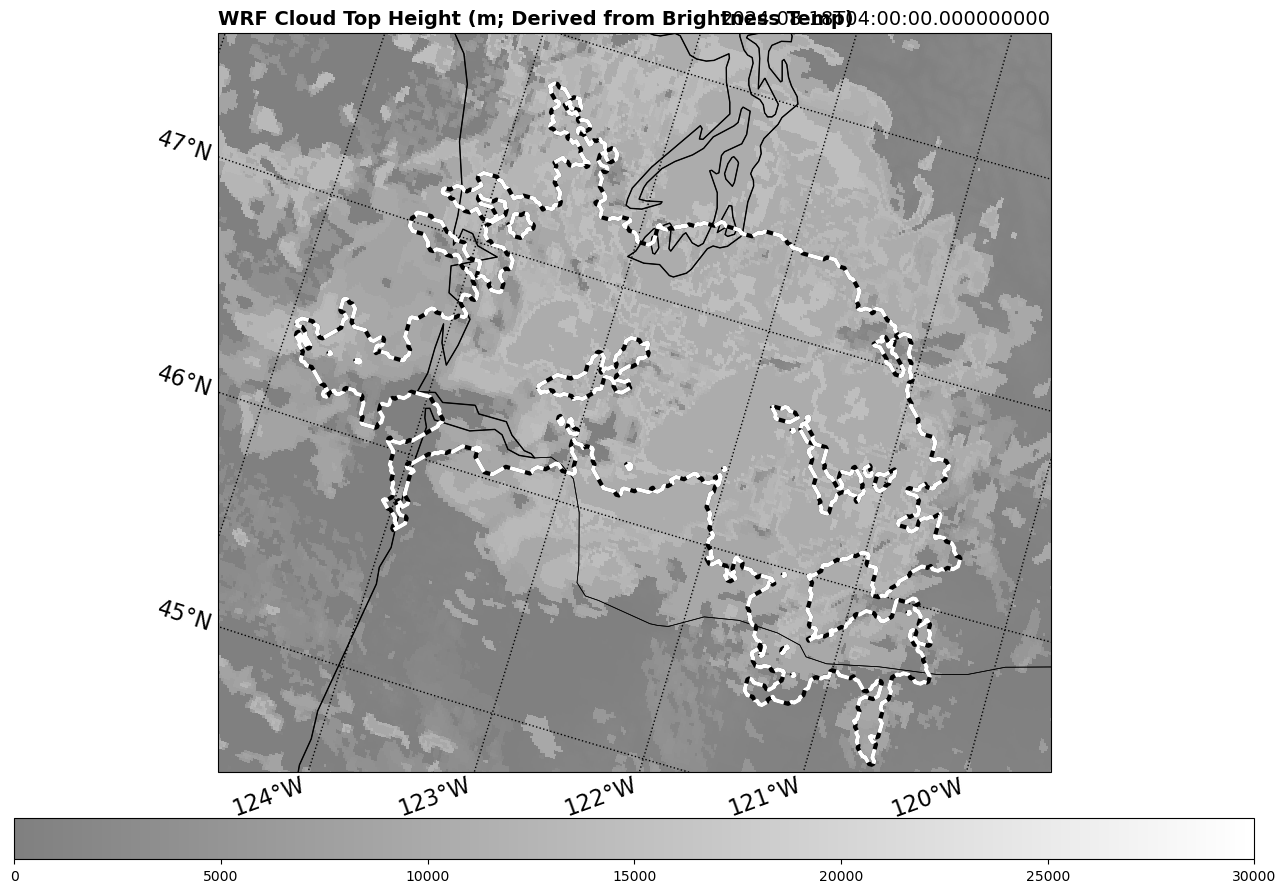 WRF Cloud Top Height (m; Derived from Brightness Temp)
2024-08-18T04:00:00.000000000
47°N
46°N
45°N
124°W 123°W 122°W 121°W 120°W
0 5000 10000 15000 20000 25000 30000